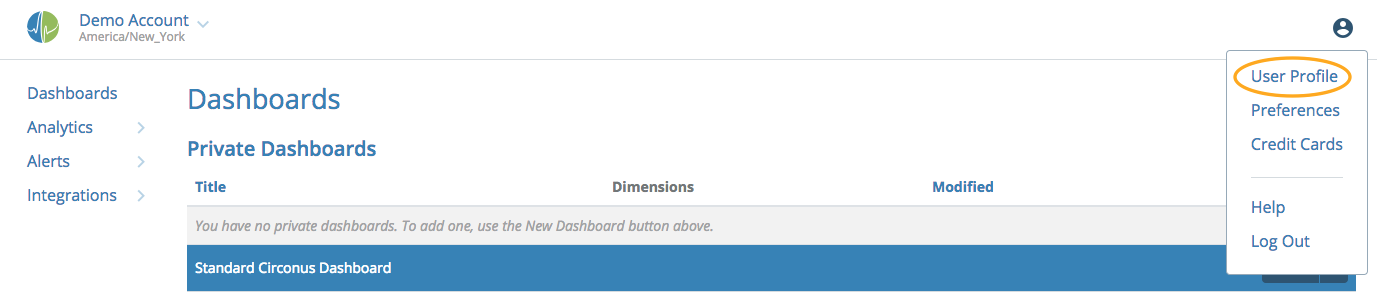 Demo Account
America/New_York
Dashboards
Analytics
Alerts
Integrations
Dashboards
Private Dashboards
Title Dimensions Modified
You have no private dashboards. To add one, use the New Dashboard button above.
Standard Circonus Dashboard
User Profile
Preferences
Credit Cards
Help
Log Out